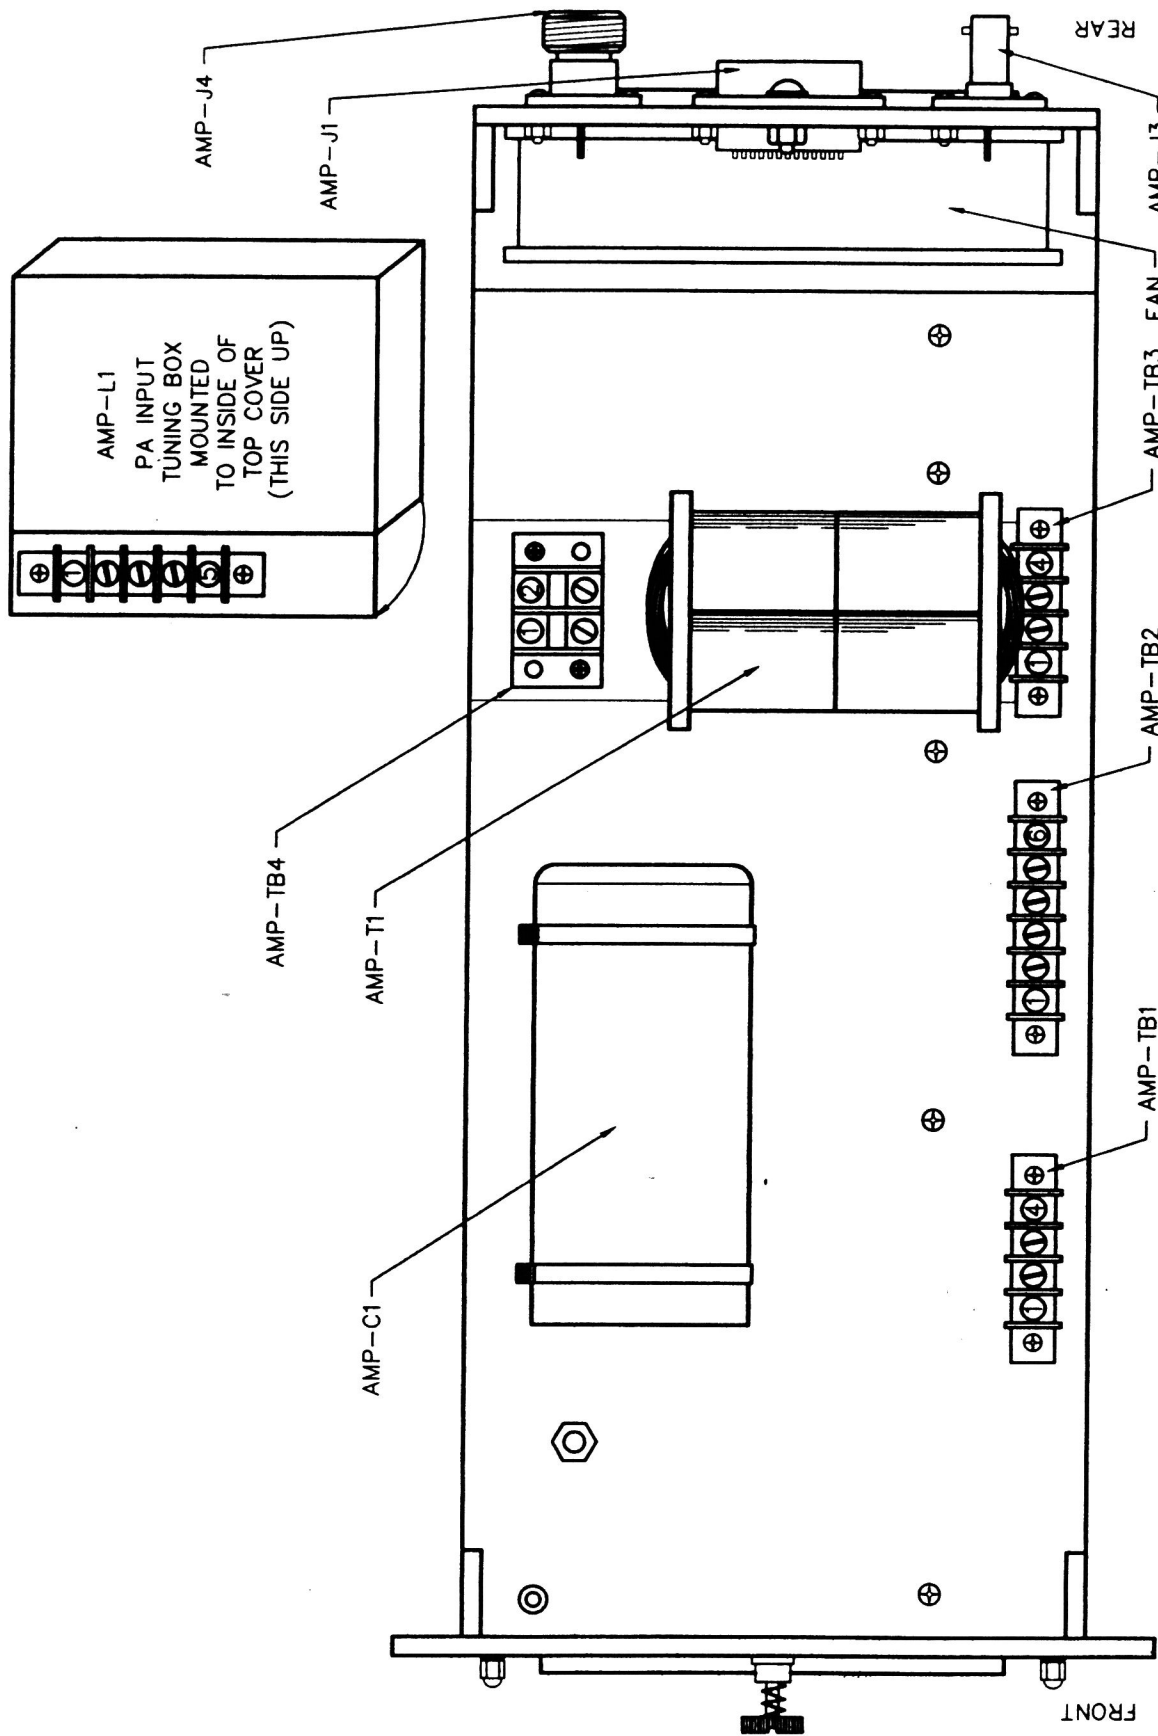 AMP-L1
PA INPUT
TUNING BOX
MOUNTED
TO INSIDE OF
TOP COVER
(THIS SIDE UP)
1
5
AMP-J4
AMP-J1
REAR
AMP-TB4
1
2
AMP-T1
AMP-C1
AMP-TB1
1
4
AMP-TB2
1
6
AMP-TB3
1
4
FAN
AMP-J3
FRONT